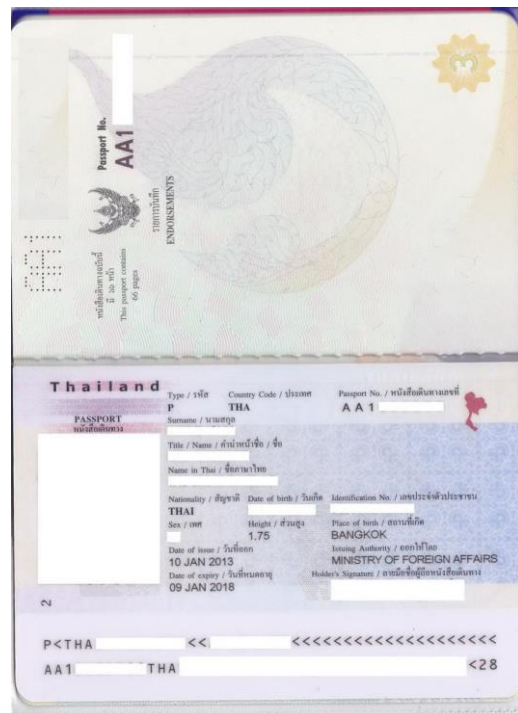 Passport No.
AA1
รายการบันทึก
ENDORSEMENTS
หนังสือเดินทางฉบับนี้
มี ๖๖ หน้า
This passport contains
66 pages
Thailand
PASSPORT
หนังสือเดินทาง
Type / รหัส Country Code / ประเทศ Passport No. / หนังสือเดินทางเลขที่
P THA AA1
Surname / นามสกุล
Title / Name / คำนำหน้าชื่อ / ชื่อ
Name in Thai / ชื่อภาษาไทย
Nationality / สัญชาติ Date of birth / วันเกิด Identification No. / เลขประจำตัวประชาชน
THAI
Sex / เพศ Height / ส่วนสูง Place of birth / สถานที่เกิด
1.75 BANGKOK
Date of issue / วันที่ออก Issuing Authority / ออกให้โดย
10 JAN 2013 MINISTRY OF FOREIGN AFFAIRS
Date of expiry / วันที่หมดอายุ Holder's Signature / ลายมือชื่อผู้ถือหนังสือเดินทาง
09 JAN 2018
2
P<THA << <<<<<<<<<<<<<<<<<<<<<
AA1 THA <28